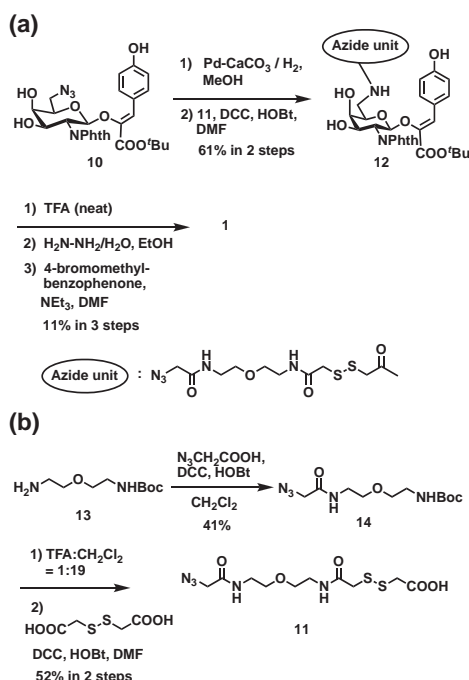 (a)
Azide unit
OH
N3
HO
HO
O
O
NPhth
CO2tBu
10
1) Pd-CaCO3 / H2,
MeOH
2) 11, DCC, HOBt,
DMF
61% in 2 steps
NH
OH
HO
HO
O
O
NPhth
CO2tBu
12
1) TFA (neat)
2) H2N-NH2/H2O, EtOH
3) 4-bromomethyl-
benzophenone,
NEt3, DMF
11% in 3 steps
1
Azide unit :
N3
O
H
N
O
H
N
O
S
S
O
(b)
H2N
O
NHBoc
13
N3CH2COOH,
DCC, HOBt
CH2Cl2
41%
N3
O
N
H
O
NHBoc
14
1) TFA:CH2Cl2
= 1:19
2)
HOOC
S
S
COOH
DCC, HOBt, DMF
52% in 2 steps
N3
O
N
H
O
N
H
O
S
S
COOH
11